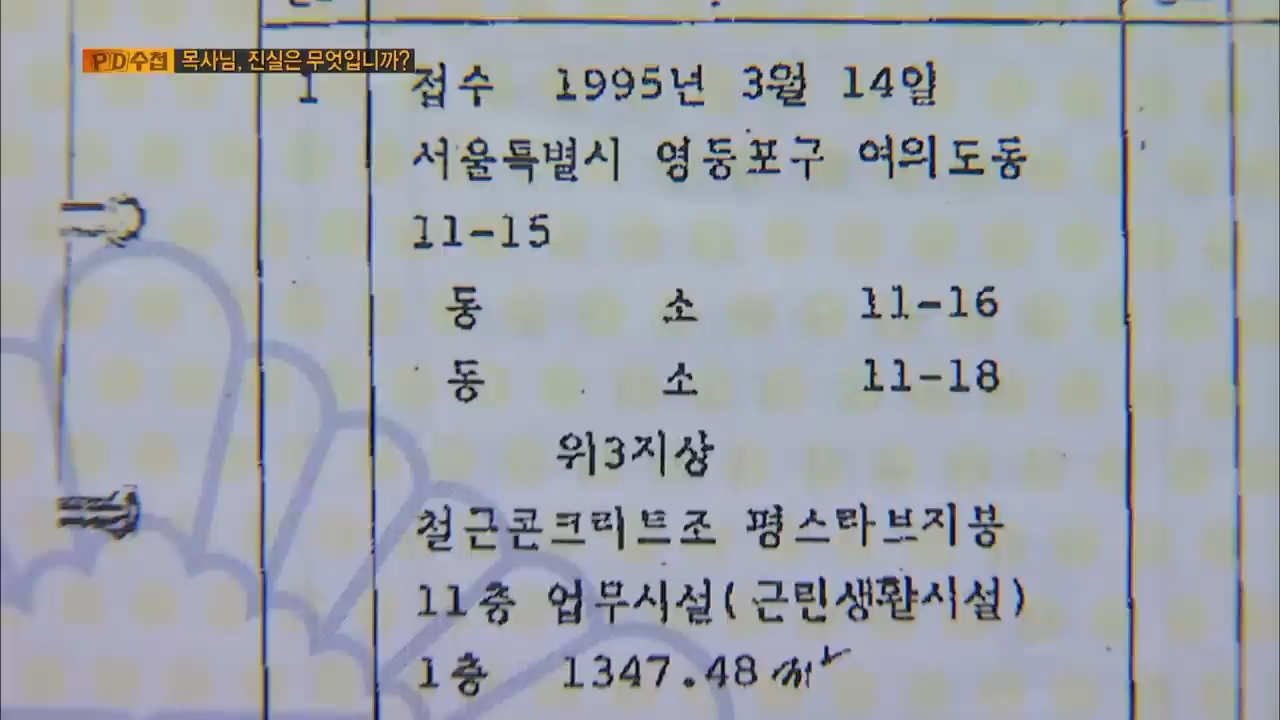 PD수첩 목사님, 진실은 무엇입니까?
1 접수 1995년 3월 14일
서울특별시 영등포구 여의도동
11-15
동 소 11-16
동 소 11-18
위3지상
철근콘크리트조 평스라브지붕
11층 업무시설(근린생활시설)
1층 1347.48㎡